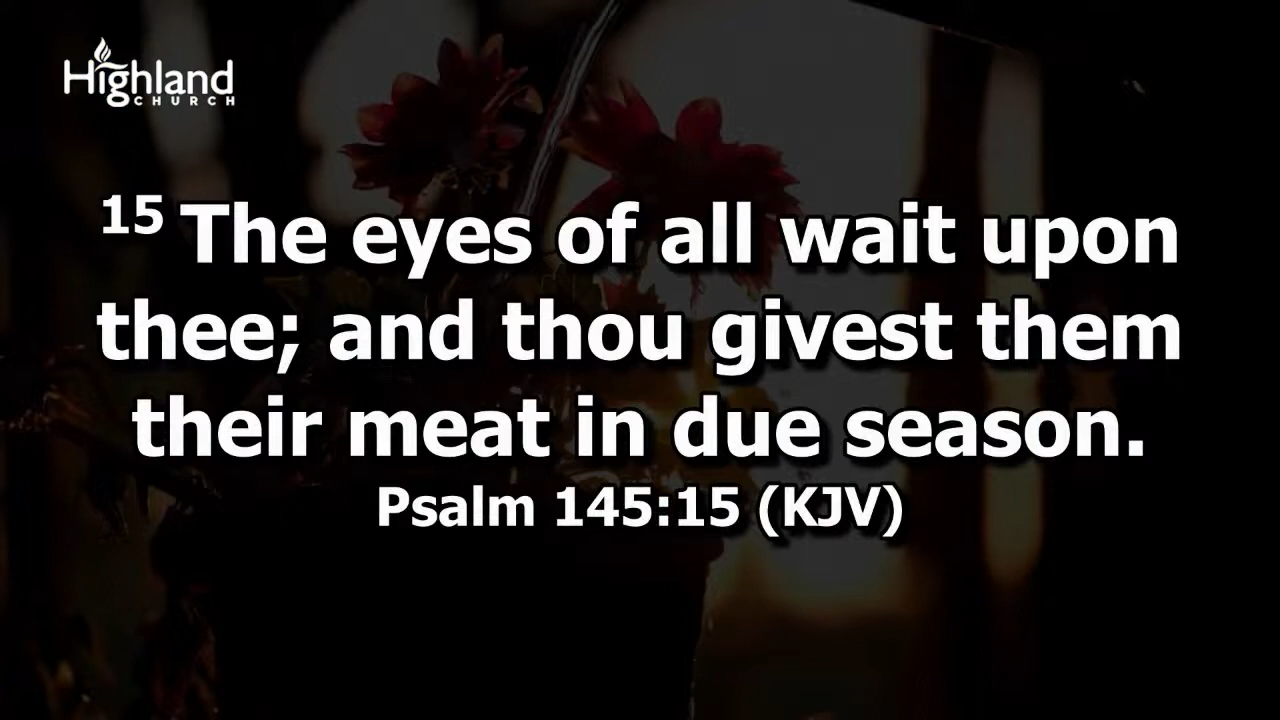 Highland
CHURCH
15 The eyes of all wait upon
thee; and thou givest them
their meat in due season.
Psalm 145:15 (KJV)